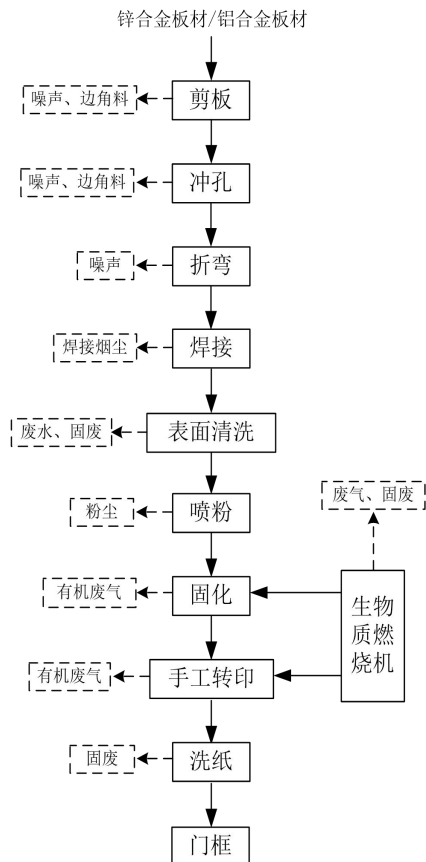 锌合金板材/铝合金板材
噪声、边角料
剪板
噪声、边角料
冲孔
噪声
折弯
焊接烟尘
焊接
废水、固废
表面清洗
废气、固废
粉尘
喷粉
有机废气
固化
生物
质燃
烧机
有机废气
手工转印
固废
洗纸
门框